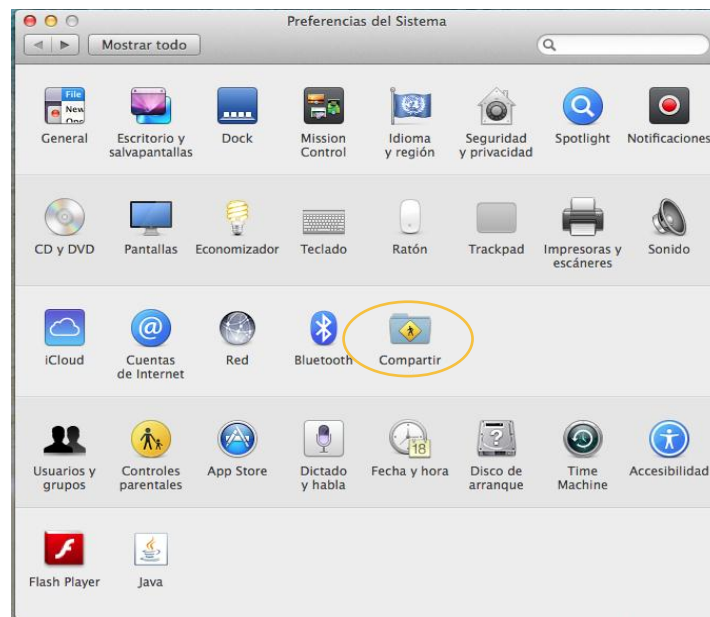 Preferencias del Sistema
Mostrar todo
File
New
General
Escritorio y
salvapantallas
Dock
Mission
Control
Idioma
y región
Seguridad
y privacidad
Spotlight
Notificaciones
CD y DVD
Pantallas
Economizador
Teclado
Ratón
Trackpad
Impresoras y
escáneres
Sonido
iCloud
@
Cuentas
de Internet
Red
Bluetooth
Compartir
Usuarios y
grupos
Controles
parentales
App Store
Dictado
y habla
18
Fecha y hora
?
Disco de
arranque
Time
Machine
Accesibilidad
Flash Player
Java